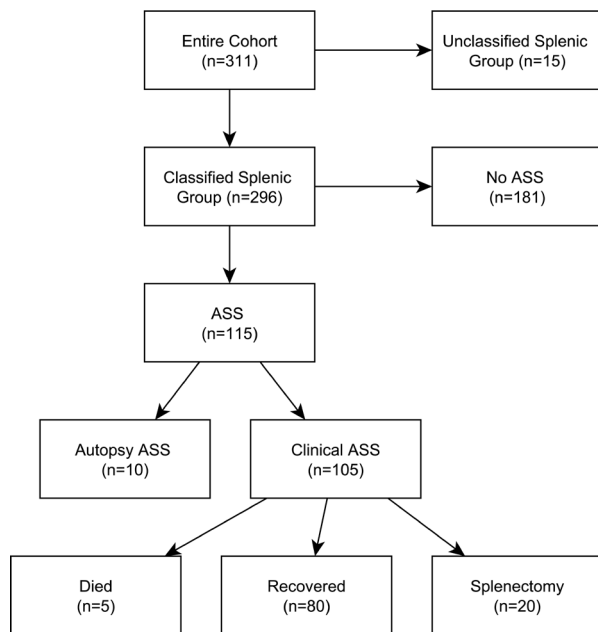 Entire Cohort
(n=311)
Unclassified Splenic
Group (n=15)
Classified Splenic
Group (n=296)
No ASS
(n=181)
ASS
(n=115)
Autopsy ASS
(n=10)
Clinical ASS
(n=105)
Died
(n=5)
Recovered
(n=80)
Splenectomy
(n=20)